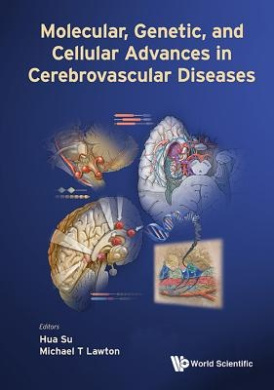 Molecular, Genetic, and
Cellular Advances in
Cerebrovascular Diseases
Editors
Hua Su
Michael T Lawton
World Scientific